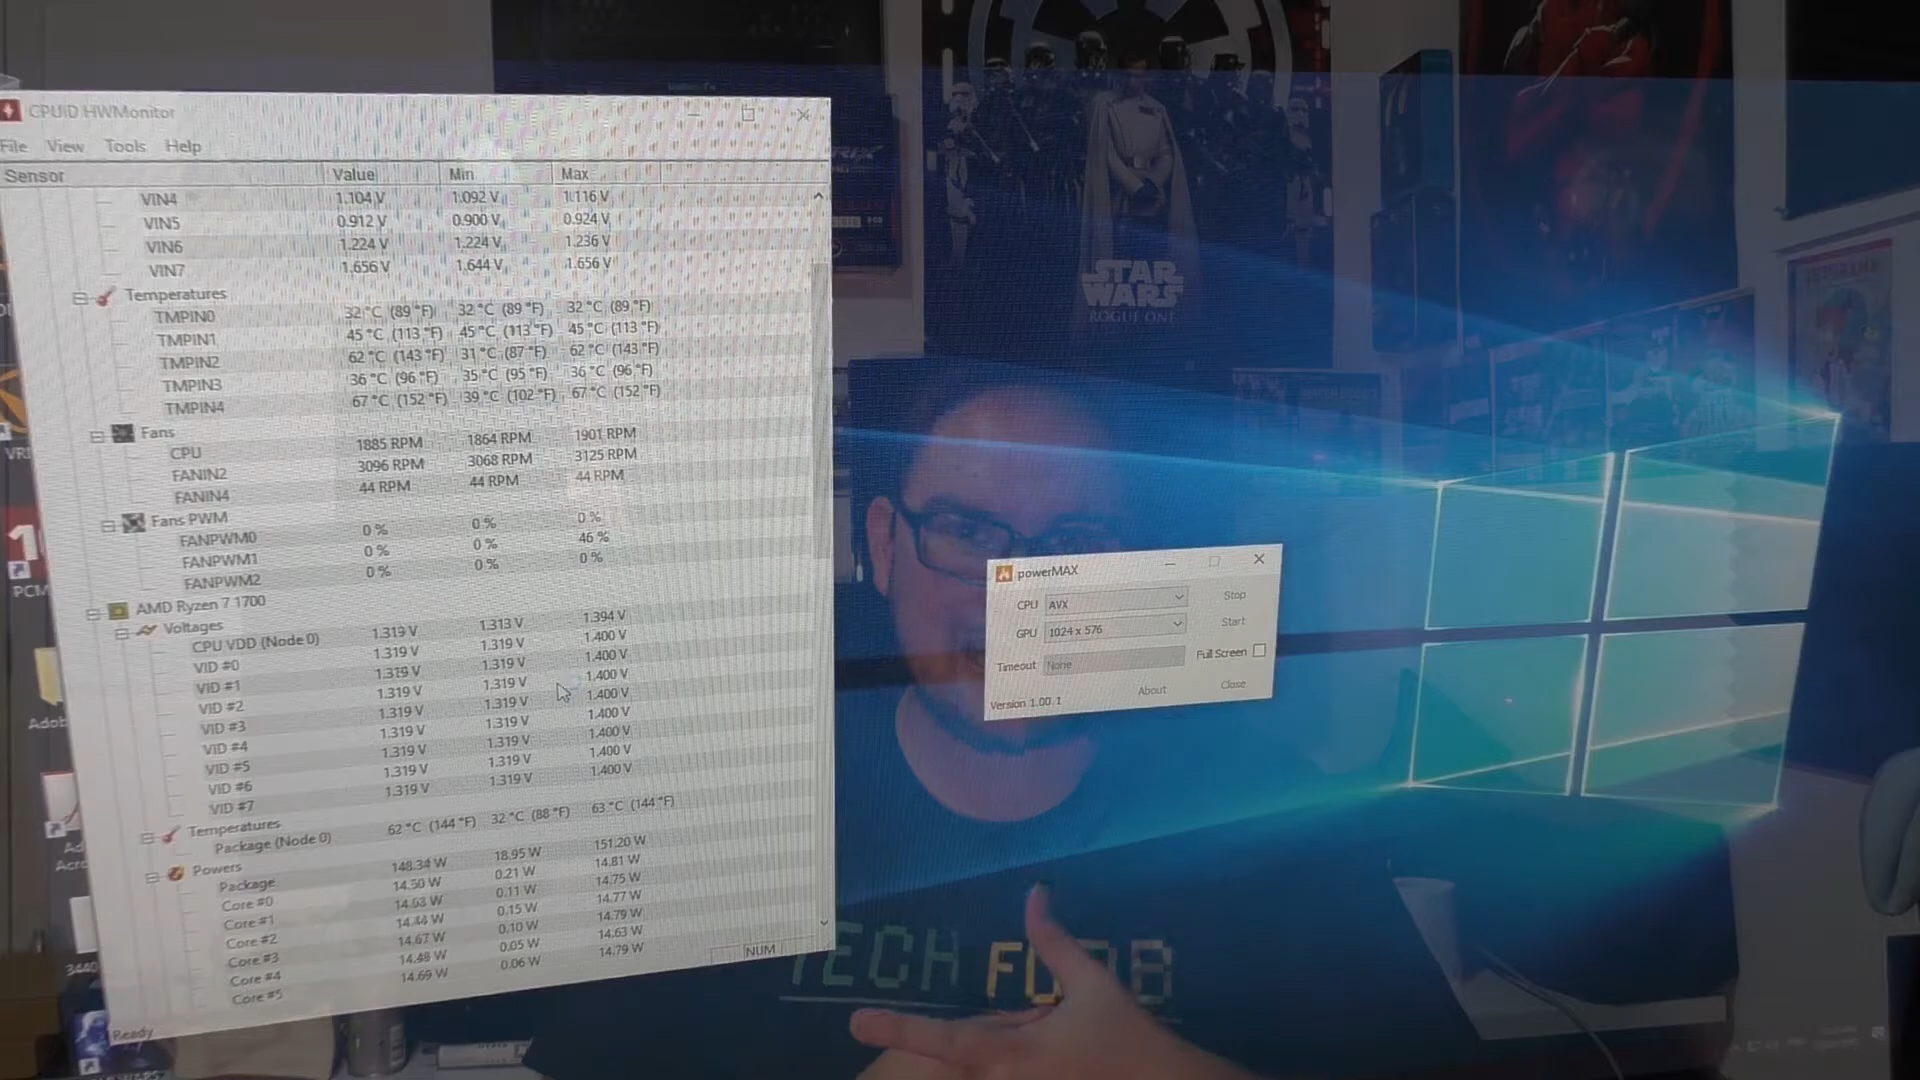 CPUID HWMonitor
File View Tools Help
Sensor Value Min Max
VIN4 1.104 V 1.092 V 1.116 V
VIN5 0.912 V 0.900 V 0.924 V
VIN6 1.224 V 1.224 V 1.236 V
VIN7 1.656 V 1.644 V 1.656 V
Temperatures
TMPIN0 32 °C (89 °F) 32 °C (89 °F) 32 °C (89 °F)
TMPIN1 45 °C (113 °F) 45 °C (113 °F) 45 °C (113 °F)
TMPIN2 62 °C (143 °F) 31 °C (87 °F) 62 °C (143 °F)
TMPIN3 36 °C (96 °F) 35 °C (95 °F) 36 °C (96 °F)
TMPIN4 67 °C (152 °F) 39 °C (102 °F) 67 °C (152 °F)
Fans
CPU 1885 RPM 1864 RPM 1901 RPM
FANIN2 3096 RPM 3068 RPM 3125 RPM
FANIN4 44 RPM 44 RPM 44 RPM
Fans PWM
FANPWM0 0 % 0 % 0 %
FANPWM1 0 % 0 % 46 %
FANPWM2 0 % 0 % 0 %
AMD Ryzen 7 1700
Voltages
CPU VDD (Node 0) 1.319 V 1.313 V 1.394 V
VID #0 1.319 V 1.319 V 1.400 V
VID #1 1.319 V 1.319 V 1.400 V
VID #2 1.319 V 1.319 V 1.400 V
VID #3 1.319 V 1.319 V 1.400 V
VID #4 1.319 V 1.319 V 1.400 V
VID #5 1.319 V 1.319 V 1.400 V
VID #6 1.319 V 1.319 V 1.400 V
VID #7 1.319 V 1.319 V 1.400 V
Temperatures
Package (Node 0) 62 °C (144 °F) 32 °C (88 °F) 63 °C (144 °F)
Powers
Package 148.34 W 18.95 W 151.20 W
Core #0 14.50 W 0.21 W 14.81 W
Core #1 0.11 W 14.75 W
Core #2 14.44 W 0.15 W 14.77 W
Core #3 14.67 W 0.10 W 14.79 W
Core #4 14.48 W 0.05 W 14.63 W
Core #5 14.69 W 0.06 W 14.79 W
Ready
NUM
powerMAX
CPU AVX Stop
GPU 1024 x 576 Start
Timeout None Full Screen
About Close
Version 1.00.1
STAR
WARS
ROGUE ONE
TECH
PCM
Adob